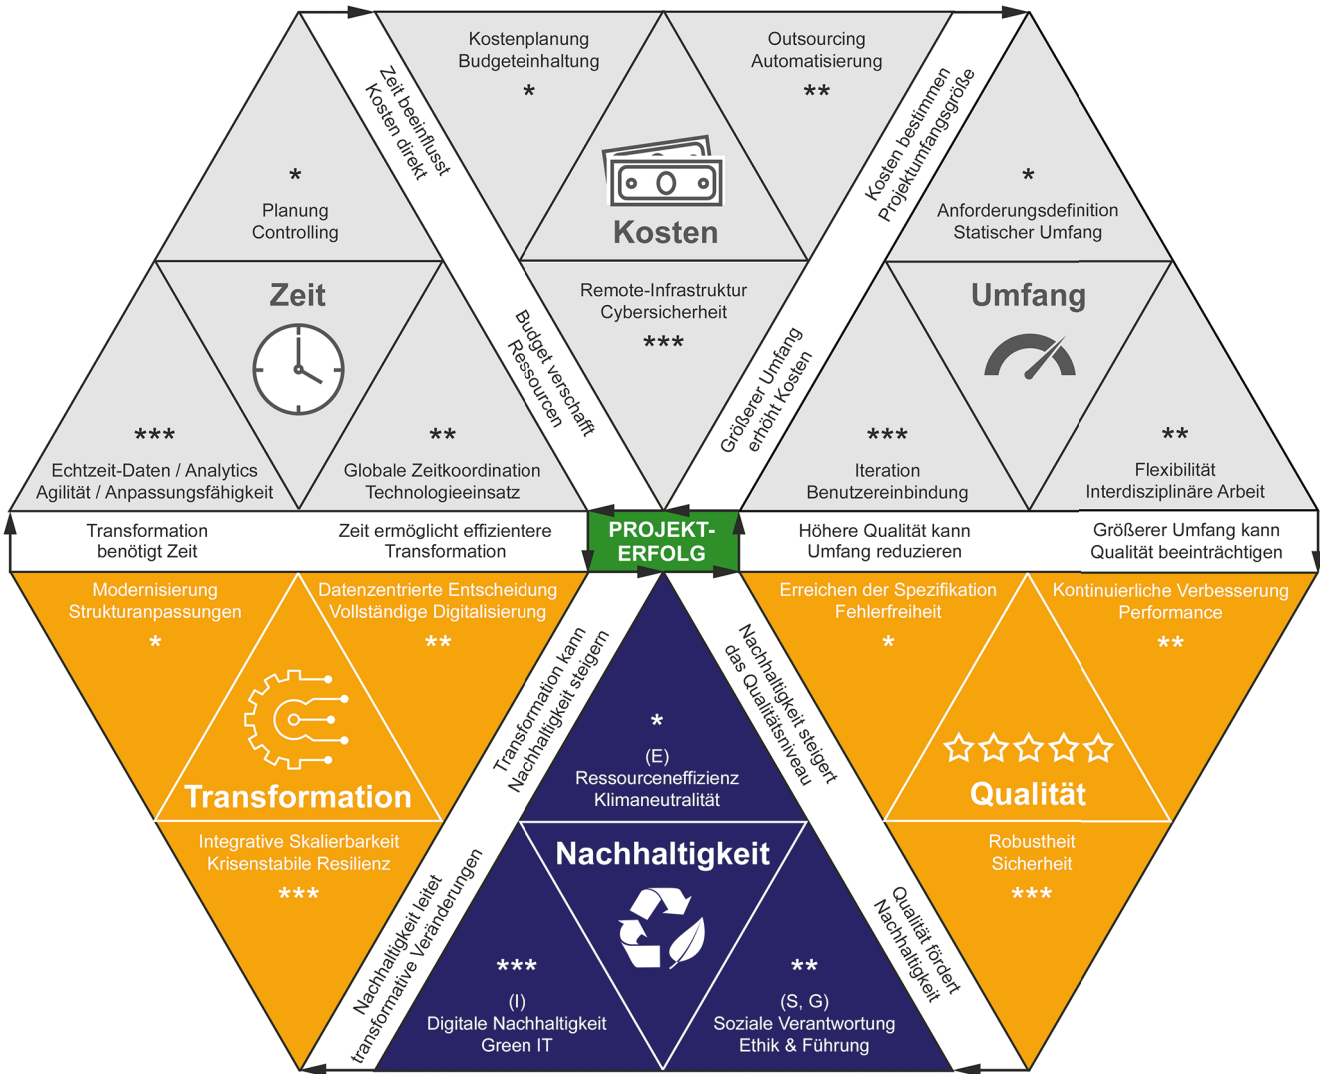 Kostenplanung
Budgeteinhaltung
*
Outsourcing
Automatisierung
**
Zeit beeinflusst
Kosten direkt
Kosten bestimmen
Projektumfangsgröße
*
Planung
Controlling
Kosten
*
Anforderungsdefinition
Statischer Umfang
Zeit
Remote-Infrastruktur
Cybersicherheit
***
Umfang
Budget verschafft
Ressourcen
Größerer Umfang
erhöht Kosten
***
Echtzeit-Daten / Analytics
Agilität / Anpassungsfähigkeit
**
Globale Zeitkoordination
Technologieeinsatz
***
Iteration
Benutzereinbindung
**
Flexibilität
Interdisziplinäre Arbeit
Transformation
benötigt Zeit
Zeit ermöglicht effizientere
Transformation
PROJEKT-
ERFOLG
Höhere Qualität kann
Umfang reduzieren
Größerer Umfang kann
Qualität beeinträchtigen
Modernisierung
Strukturanpassungen
*
Datenzentrierte Entscheidung
Vollständige Digitalisierung
**
Erreichen der Spezifikation
Fehlerfreiheit
*
Kontinuierliche Verbesserung
Performance
**
Transformation kann
Nachhaltigkeit steigern
Nachhaltigkeit steigert
das Qualitätsniveau
*
(E)
Ressourceneffizienz
Klimaneutralität
Transformation
Qualität
Integrative Skalierbarkeit
Krisenstabile Resilienz
***
Nachhaltigkeit
Robustheit
Sicherheit
***
Nachhaltigkeit leitet
transformative Veränderungen
Qualität fördert
Nachhaltigkeit
***
(I)
Digitale Nachhaltigkeit
Green IT
**
(S, G)
Soziale Verantwortung
Ethik & Führung